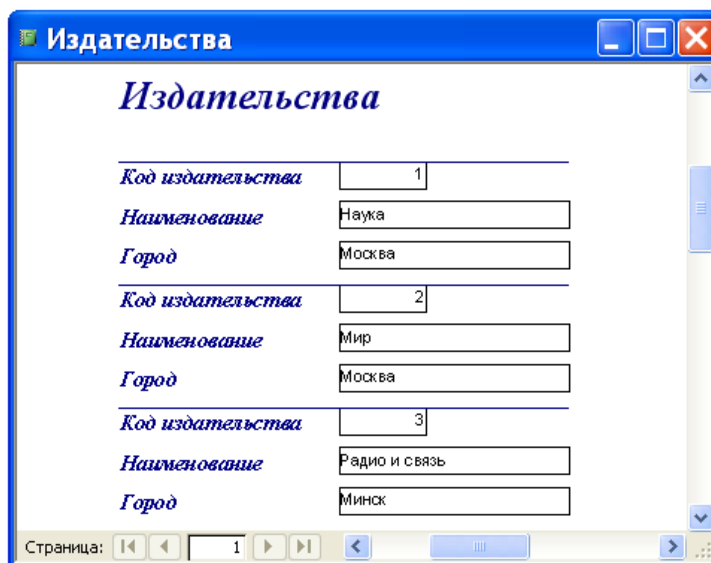 Издательства
Издательства
Код издательства 1
Наименование Наука
Город Москва
Код издательства 2
Наименование Мир
Город Москва
Код издательства 3
Наименование Радио и связь
Город Минск
Страница: 1